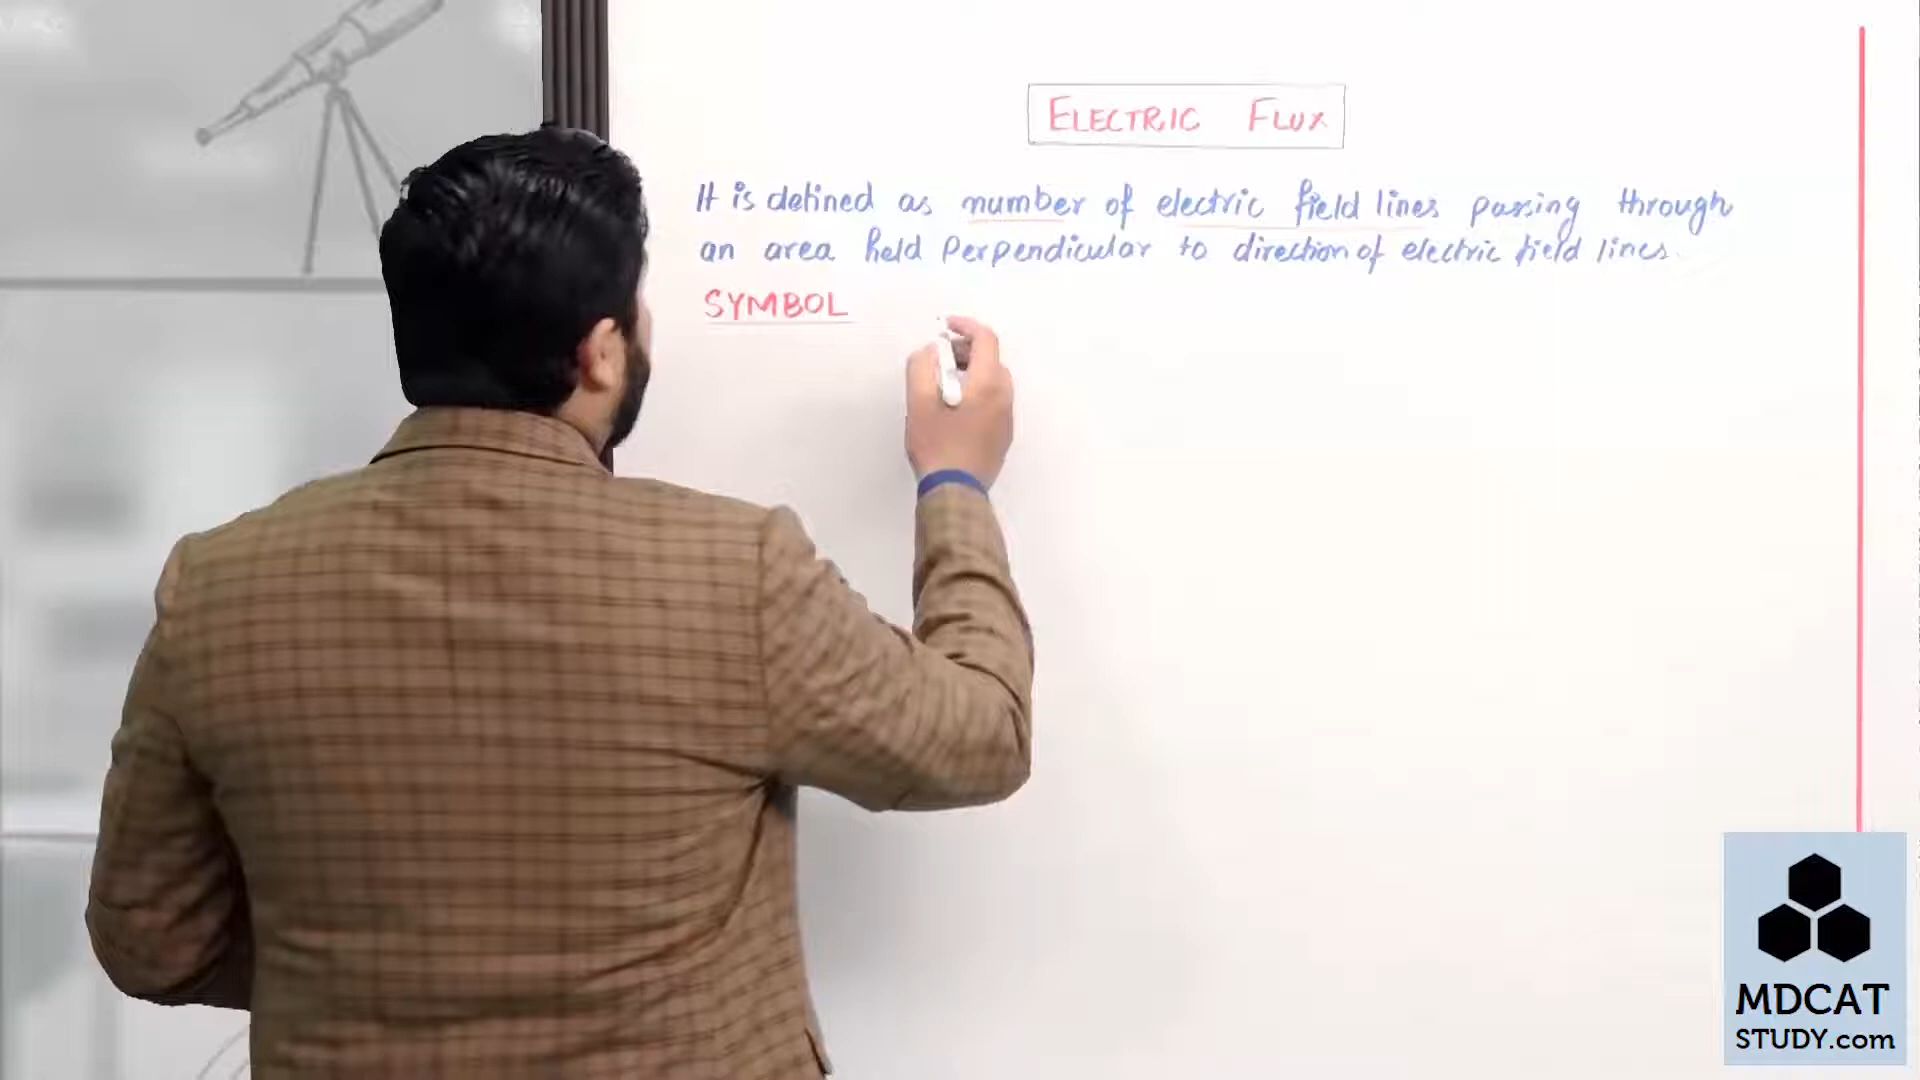 ELECTRIC FLUX
It is defined as number of electric field lines passing through
an area held perpendicular to direction of electric field lines.
SYMBOL
MDCAT
STUDY.com